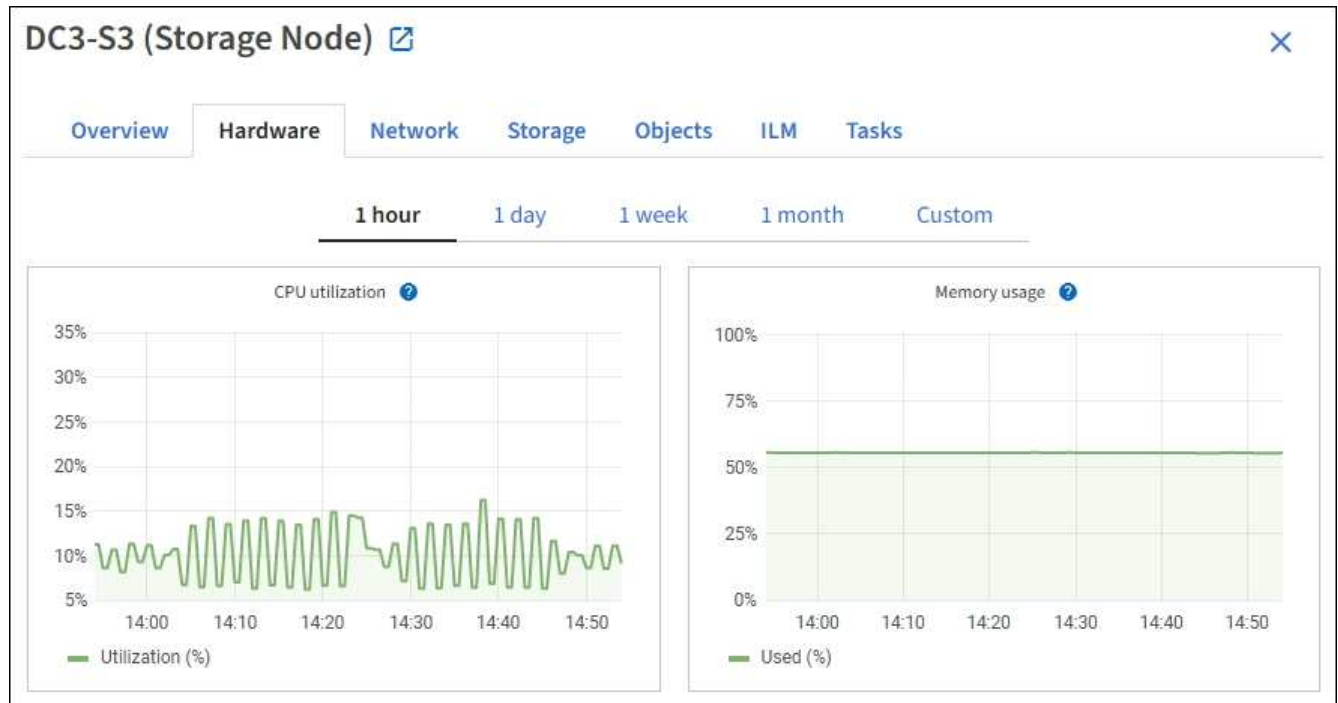 DC3-S3 (Storage Node)
Overview Hardware Network Storage Objects ILM Tasks
1 hour 1 day 1 week 1 month Custom
CPU utilization ?
35%
30%
25%
20%
15%
10%
5%
14:00 14:10 14:20 14:30 14:40 14:50
Utilization (%)
Memory usage ?
100%
75%
50%
25%
0%
14:00 14:10 14:20 14:30 14:40 14:50
Used (%)